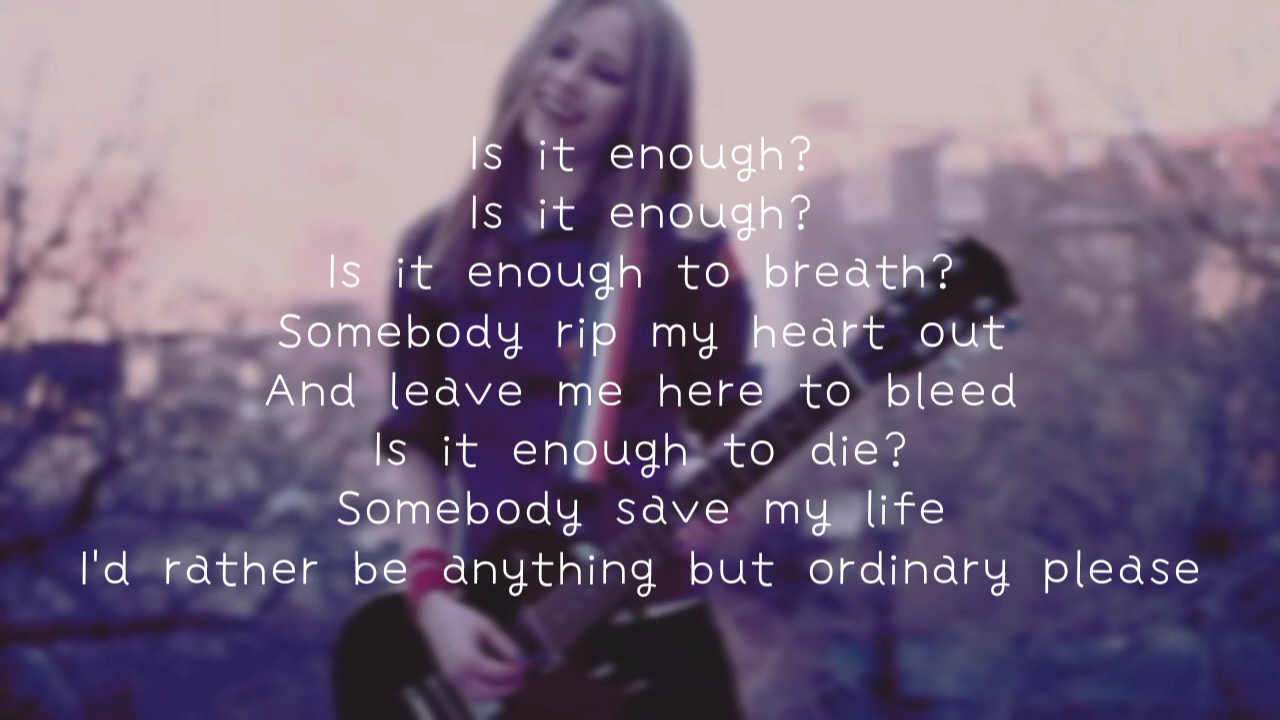 Is it enough?
Is it enough?
Is it enough to breath?
Somebody rip my heart out
And leave me here to bleed
Is it enough to die?
Somebody save my life
I'd rather be anything but ordinary please